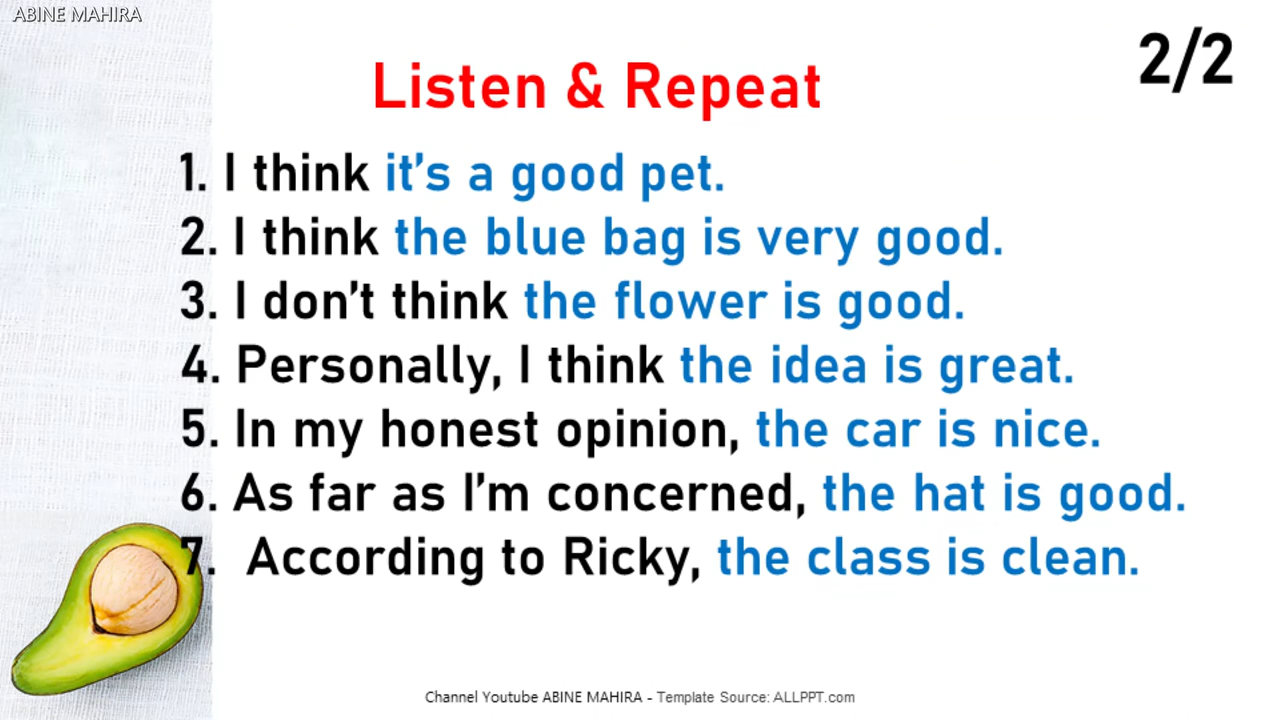 ABINE MAHIRA
2/2
Listen & Repeat
1. I think it's a good pet.
2. I think the blue bag is very good.
3. I don't think the flower is good.
4. Personally, I think the idea is great.
5. In my honest opinion, the car is nice.
6. As far as I'm concerned, the hat is good.
7. According to Ricky, the class is clean.
Channel Youtube ABINE MAHIRA - Template Source: ALLPPT.com